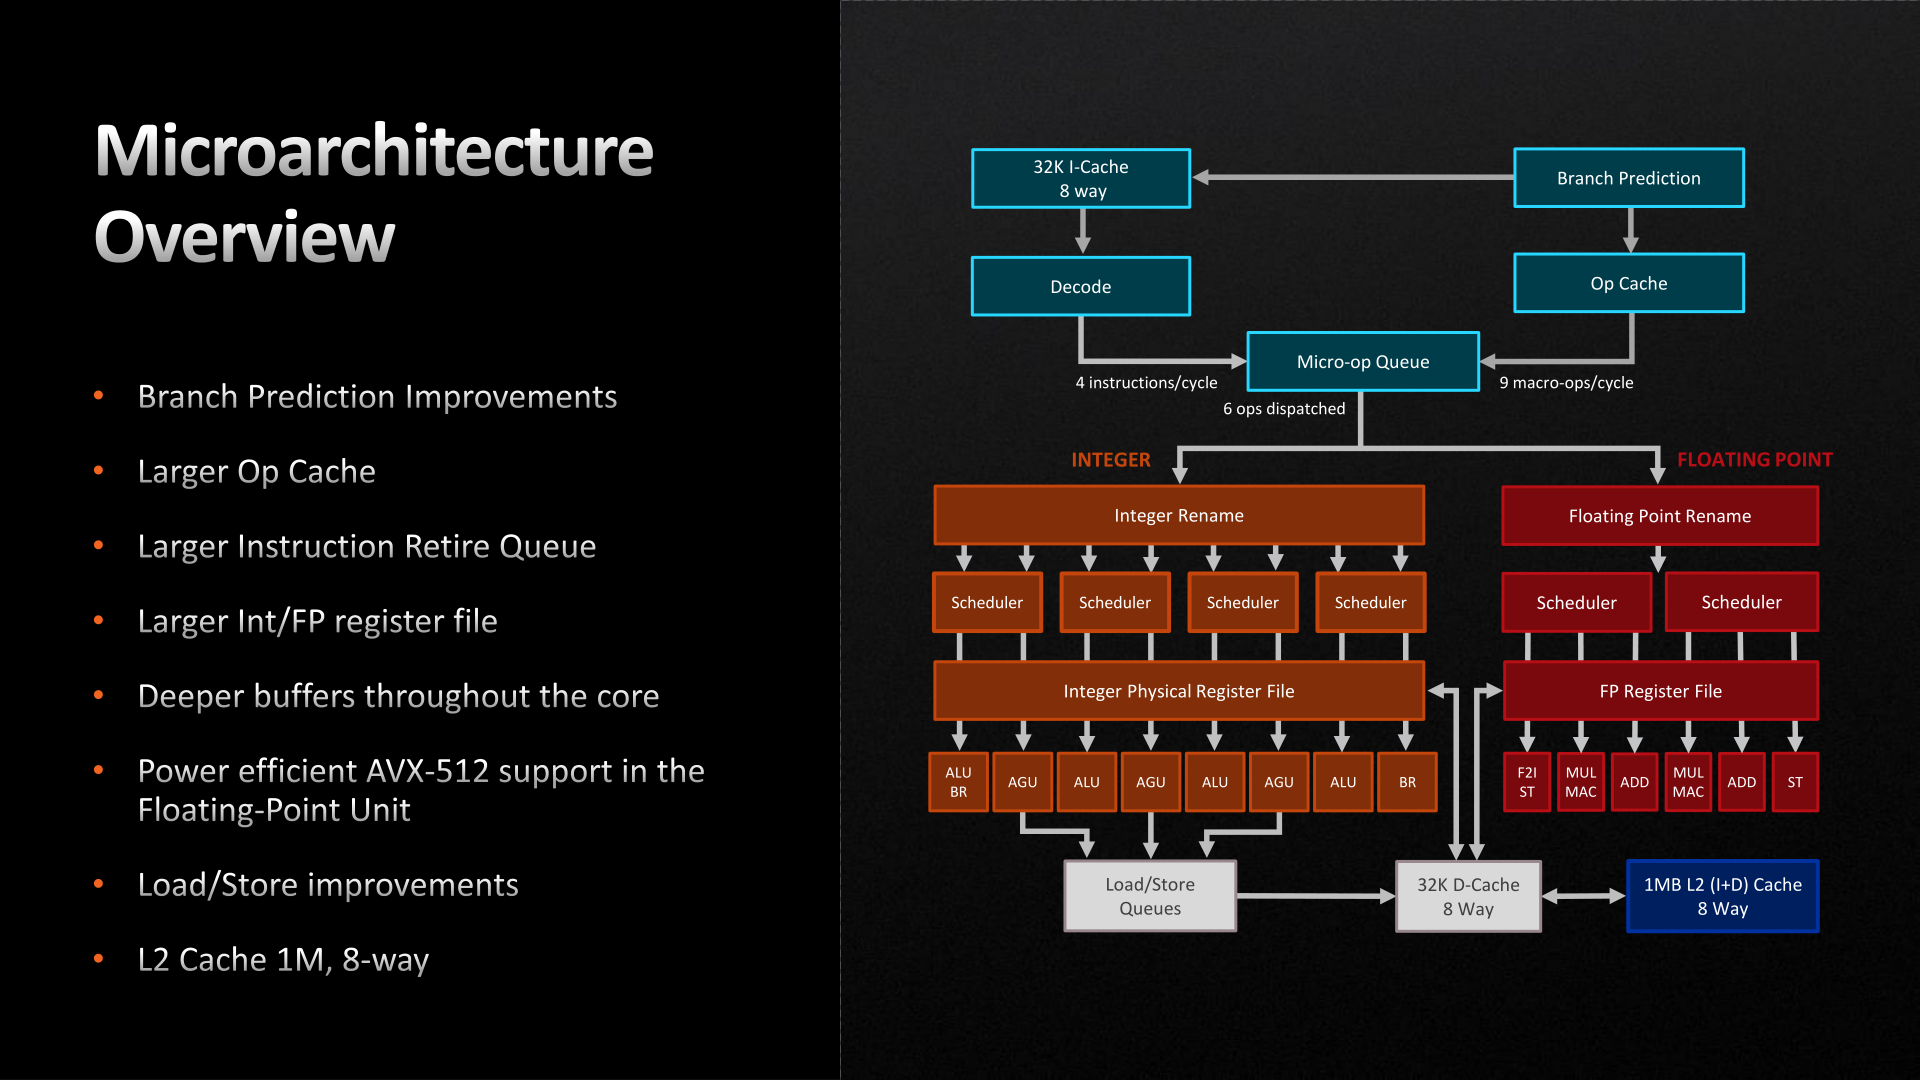 Microarchitecture
Overview
• Branch Prediction Improvements
• Larger Op Cache
• Larger Instruction Retire Queue
• Larger Int/FP register file
• Deeper buffers throughout the core
• Power efficient AVX-512 support in the
Floating-Point Unit
• Load/Store improvements
• L2 Cache 1M, 8-way
32K I-Cache
8 way
Branch Prediction
Decode
Op Cache
Micro-op Queue
4 instructions/cycle
9 macro-ops/cycle
6 ops dispatched
INTEGER
FLOATING POINT
Integer Rename
Floating Point Rename
Scheduler
Scheduler
Scheduler
Scheduler
Scheduler
Scheduler
Integer Physical Register File
FP Register File
ALU
BR
AGU
ALU
AGU
ALU
AGU
ALU
BR
F2I
ST
MUL
MAC
ADD
MUL
MAC
ADD
ST
Load/Store
Queues
32K D-Cache
8 Way
1MB L2 (I+D) Cache
8 Way